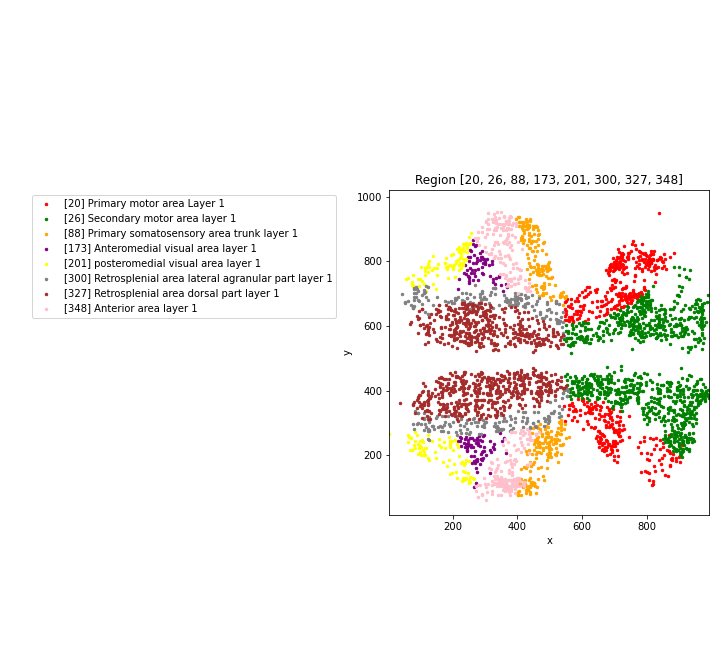 Region [20, 26, 88, 173, 201, 300, 327, 348]
[20] Primary motor area Layer 1
[26] Secondary motor area layer 1
[88] Primary somatosensory area trunk layer 1
[173] Anteromedial visual area layer 1
[201] posteromedial visual area layer 1
[300] Retrosplenial area lateral agranular part layer 1
[327] Retrosplenial area dorsal part layer 1
[348] Anterior area layer 1
1000
800
600
400
200
y
200 400 600 800
x